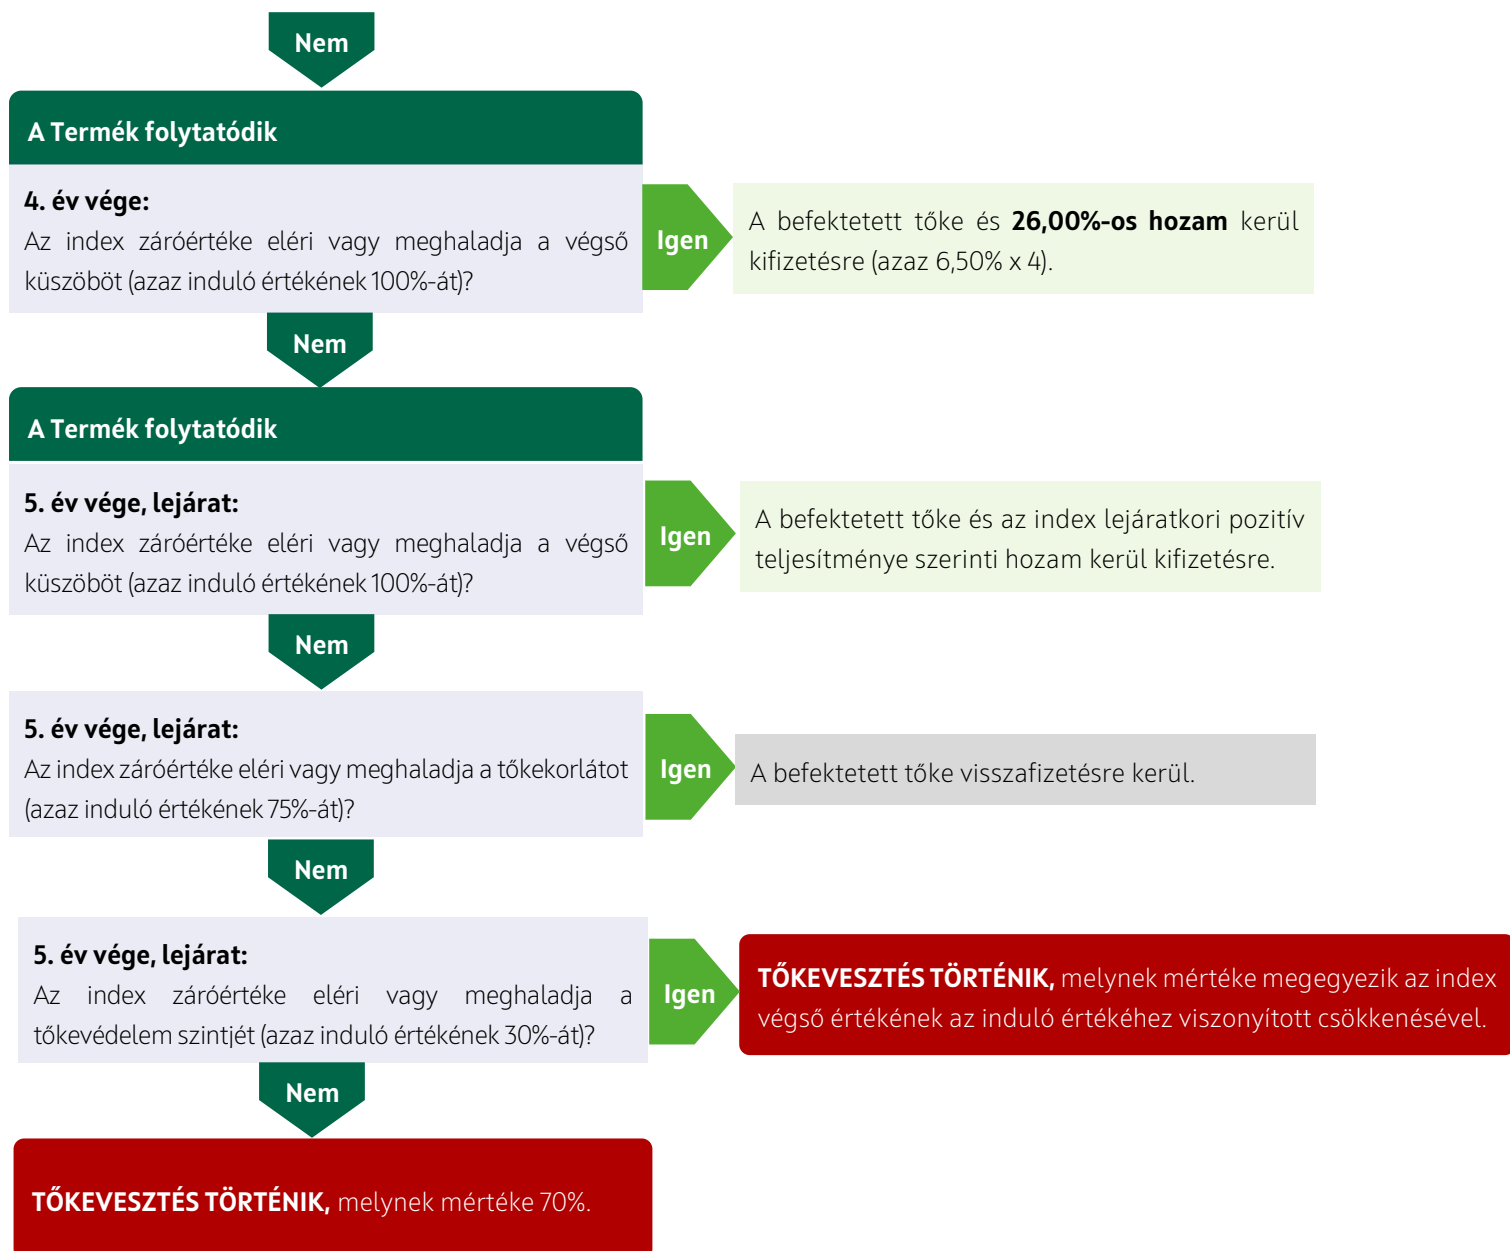 Nem
A Termék folytatódik
4. év vége:
Az index záróértéke eléri vagy meghaladja a végső
küszöböt (azaz induló értékének 100%-át)?
Igen
A befektetett tőke és 26,00%-os hozam kerül
kifizetésre (azaz 6,50% x 4).
Nem
A Termék folytatódik
5. év vége, lejárat:
Az index záróértéke eléri vagy meghaladja a végső
küszöböt (azaz induló értékének 100%-át)?
Igen
A befektetett tőke és az index lejáratkori pozitív
teljesítménye szerinti hozam kerül kifizetésre.
Nem
5. év vége, lejárat:
Az index záróértéke eléri vagy meghaladja a tőkekorlátot
(azaz induló értékének 75%-át)?
Igen
A befektetett tőke visszafizetésre kerül.
Nem
5. év vége, lejárat:
Az index záróértéke eléri vagy meghaladja a
tőkevédelem szintjét (azaz induló értékének 30%-át)?
Igen
TŐKEVESZTÉS TÖRTÉNIK, melynek mértéke megegyezik az index
végső értékének az induló értékéhez viszonyított csökkenésével.
Nem
TŐKEVESZTÉS TÖRTÉNIK, melynek mértéke 70%.